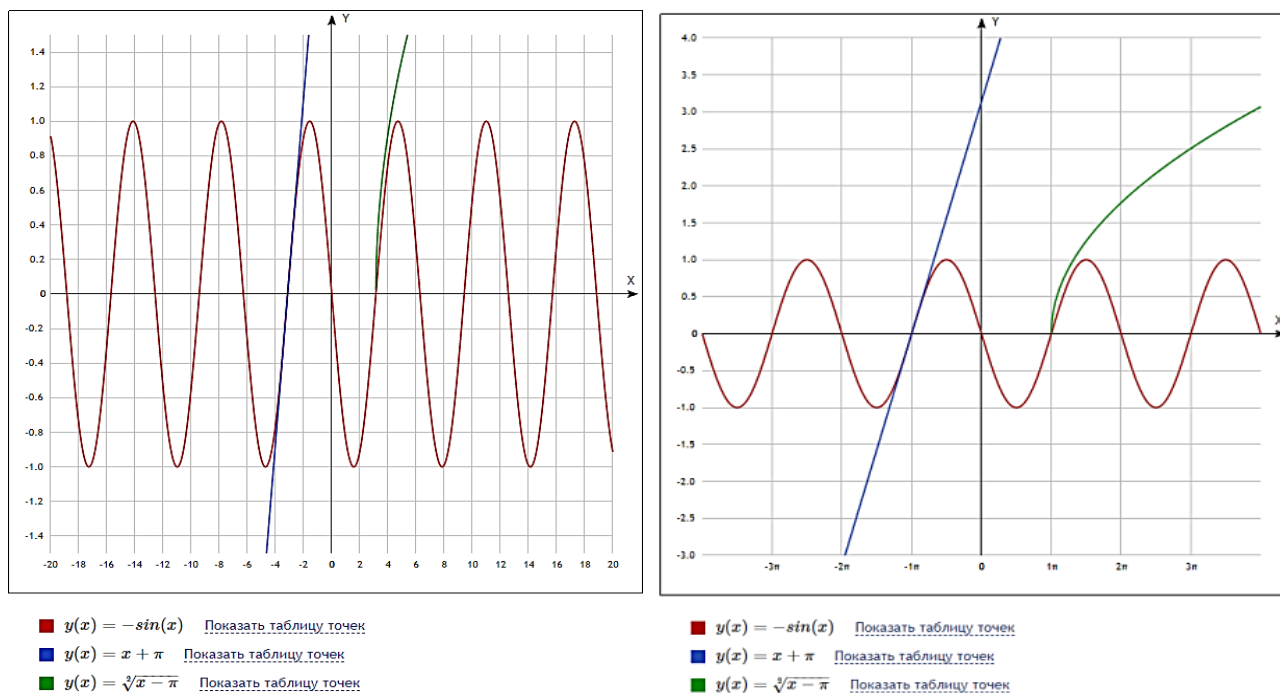 Y
1.4
1.2
1.0
0.8
0.6
0.4
0.2
X
0
-0.2
-0.4
-0.6
-0.8
-1.0
-1.2
-1.4
-20 -18 -16 -14 -12 -10 -8 -6 -4 -2 0 2 4 6 8 10 12 14 16 18 20
y(x) = −sin(x) Показать таблицу точек
y(x) = x + π Показать таблицу точек
y(x) = ²√(x − π) Показать таблицу точек
Y
4.0
3.5
3.0
2.5
2.0
1.5
1.0
0.5
X
0
-0.5
-1.0
-1.5
-2.0
-2.5
-3.0
-3π -2π -1π 0 1π 2π 3π
y(x) = −sin(x) Показать таблицу точек
y(x) = x + π Показать таблицу точек
y(x) = ²√(x − π) Показать таблицу точек